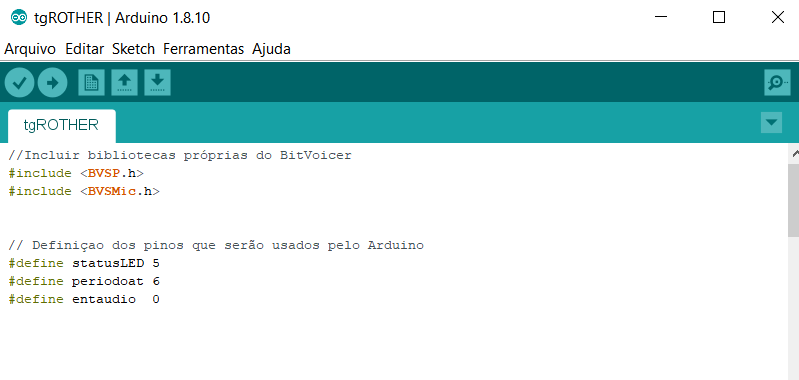 tgROTHER | Arduino 1.8.10
Arquivo Editar Sketch Ferramentas Ajuda
tgROTHER
//Incluir bibliotecas próprias do BitVoicer
#include <BVSP.h>
#include <BVSMic.h>
// Definiçao dos pinos que serão usados pelo Arduino
#define statusLED 5
#define periodoat 6
#define entaudio  0